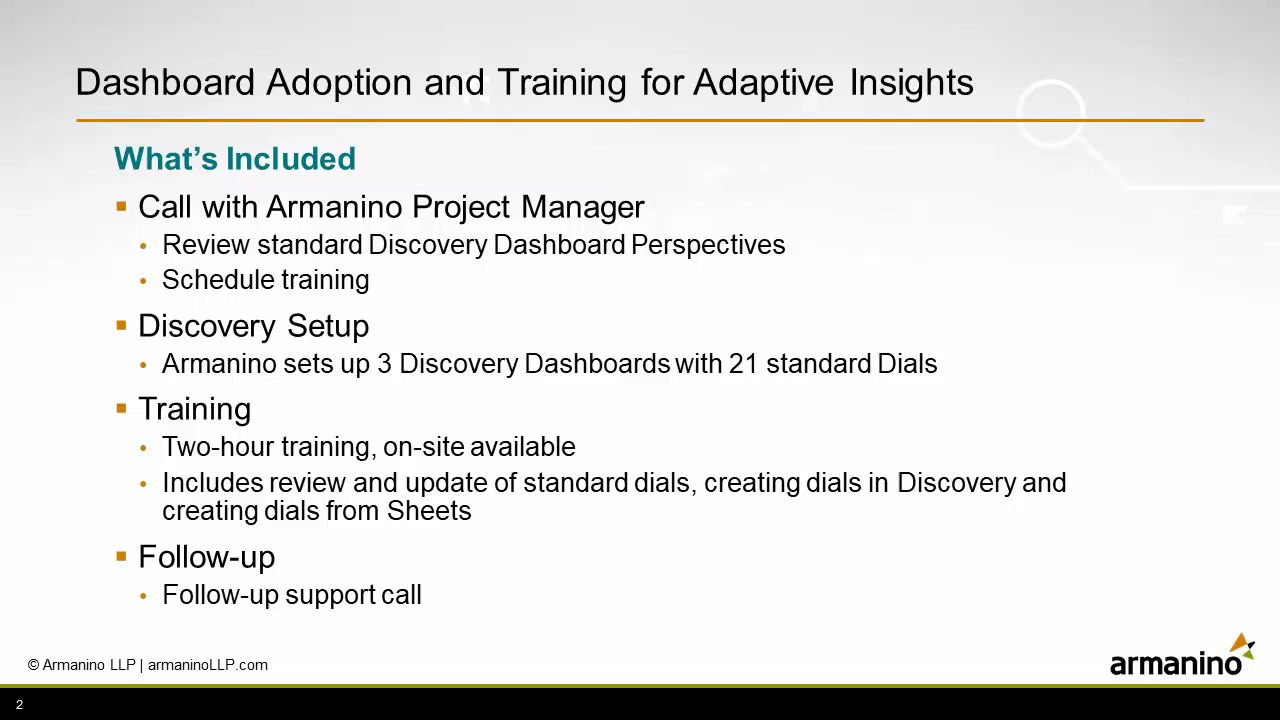 Dashboard Adoption and Training for Adaptive Insights
What’s Included
Call with Armanino Project Manager
Review standard Discovery Dashboard Perspectives
Schedule training
Discovery Setup
Armanino sets up 3 Discovery Dashboards with 21 standard Dials
Training
Two-hour training, on-site available
Includes review and update of standard dials, creating dials in Discovery and
creating dials from Sheets
Follow-up
Follow-up support call
© Armanino LLP | armaninoLLP.com
armanino
2